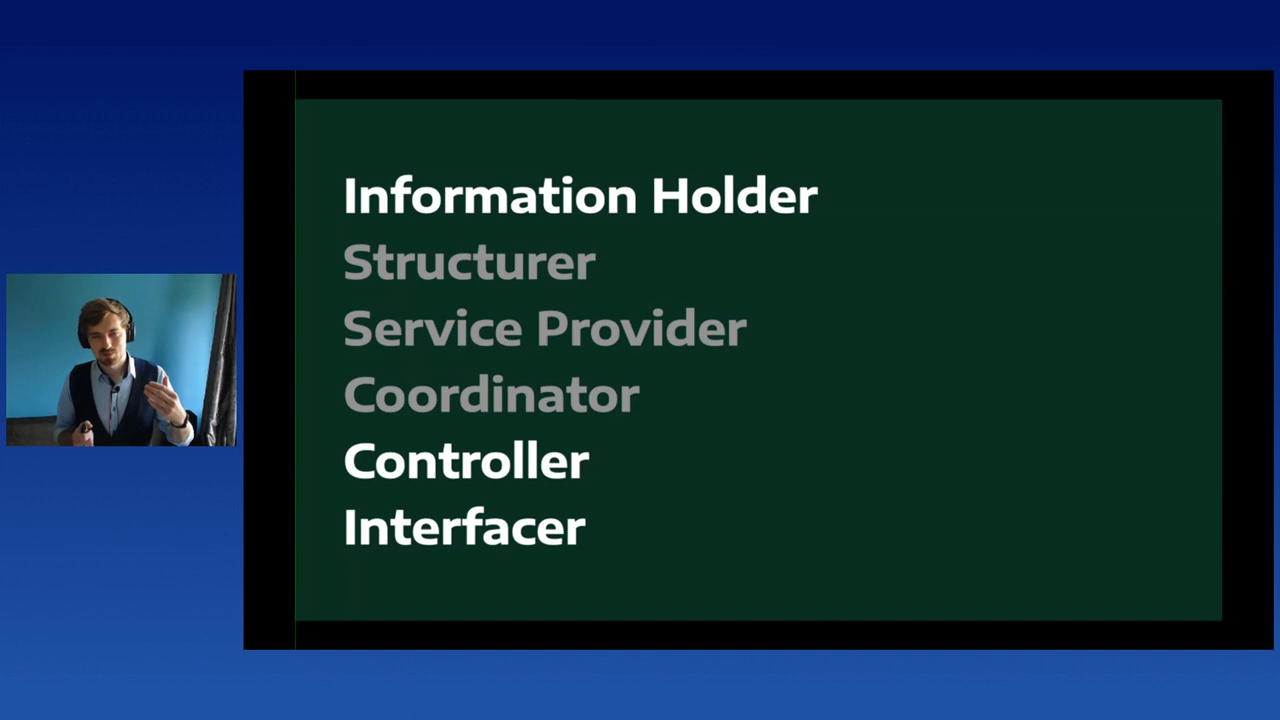 Information Holder
Structurer
Service Provider
Coordinator
Controller
Interfacer